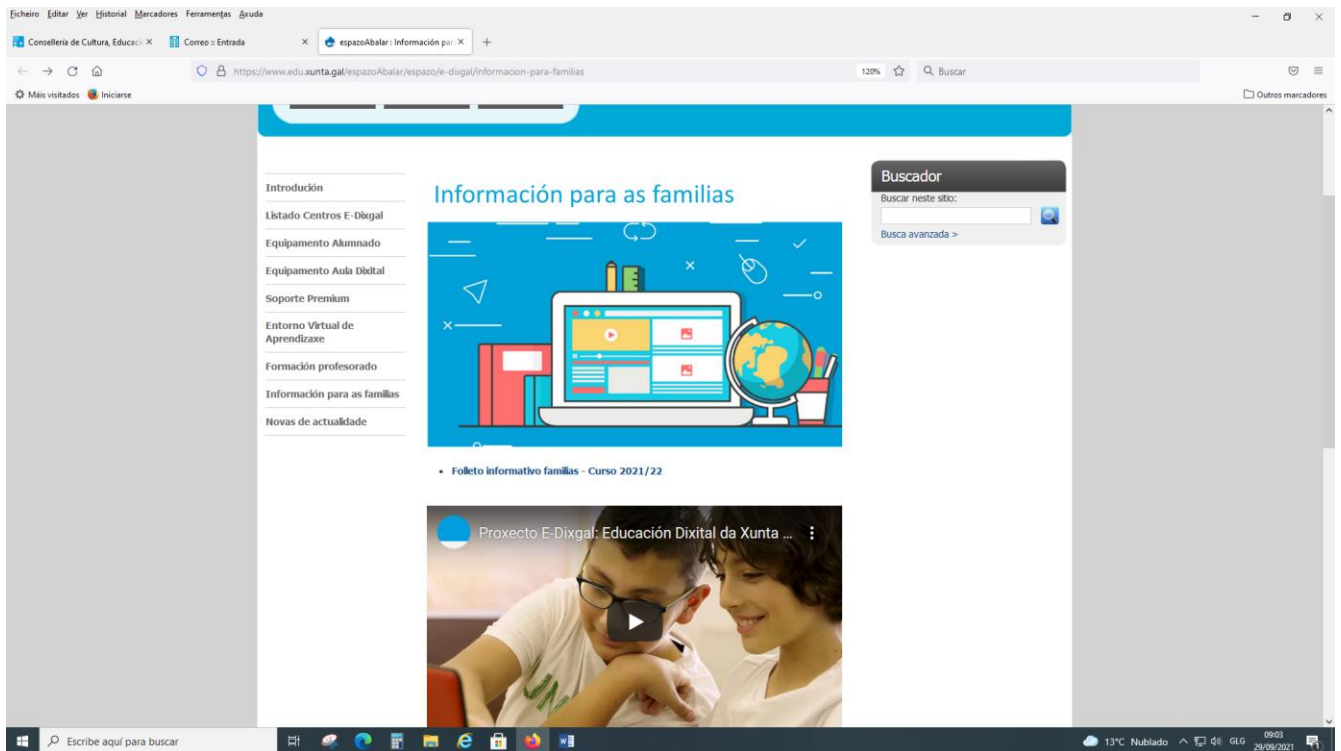 Ficheiro Editar Ver Historial Marcadores Ferramentas Axuda
Consellería de Cultura, Educació
Correo :: Entrada
espazoAbalar : Información par
https://www.edu.xunta.gal/espazoAbalar/espazo/e-dixgal/informacion-para-familias
120%
Buscar
Máis visitados
Iniciarse
Outros marcadores
Introdución
Listado Centros E-Dixgal
Equipamento Alumnado
Equipamento Aula Dixital
Soporte Premium
Entorno Virtual de
Aprendizaxe
Formación profesorado
Información para as familias
Novas de actualidade
Información para as familias
• Folleto informativo familias - Curso 2021/22
Proxecto E-Dixgal: Educación Dixital da Xunta ...
Buscador
Buscar neste sitio:
Busca avanzada >
Escribe aquí para buscar
13°C Nublado
GLG
09:03
29/09/2021